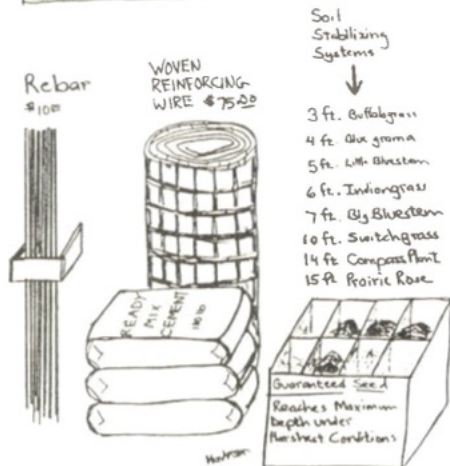 Rebar
$10⁰⁰
WOVEN
REINFORCING
WIRE $75.00
READY
MIX
CEMENT
Soil
Stabilizing
Systems
3 ft. Buffalograss
4 ft. Blue grama
5 ft. Little Bluestem
6 ft. Indiangrass
7 ft. Big Bluestem
10 ft. Switchgrass
14 ft. Compass Plant
15 ft Prairie Rose
Guaranteed Seed
Reaches Maximum
Depth under
Harshest Conditions